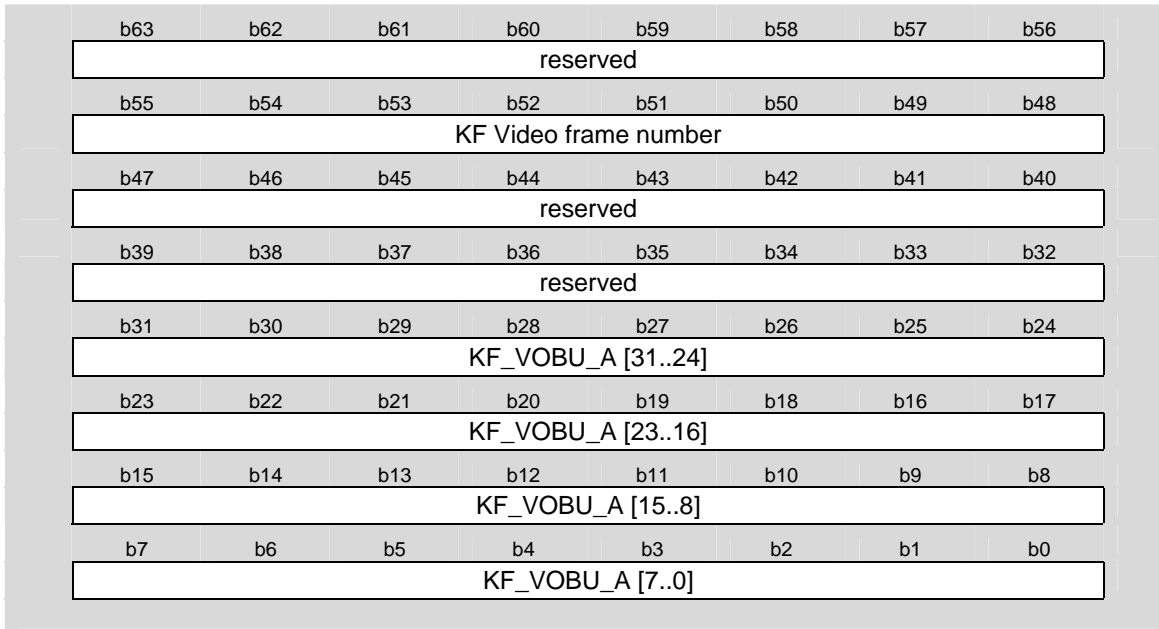 b63 b62 b61 b60 b59 b58 b57 b56
reserved
b55 b54 b53 b52 b51 b50 b49 b48
KF Video frame number
b47 b46 b45 b44 b43 b42 b41 b40
reserved
b39 b38 b37 b36 b35 b34 b33 b32
reserved
b31 b30 b29 b28 b27 b26 b25 b24
KF_VOBU_A [31..24]
b23 b22 b21 b20 b19 b18 b16 b17
KF_VOBU_A [23..16]
b15 b14 b13 b12 b11 b10 b9 b8
KF_VOBU_A [15..8]
b7 b6 b5 b4 b3 b2 b1 b0
KF_VOBU_A [7..0]